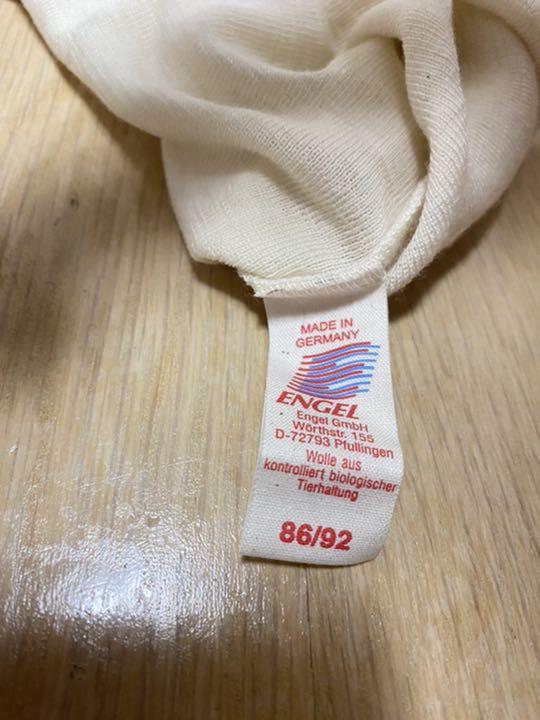 MADE IN
GERMANY
ENGEL
Engel GmbH
Wörthstr. 155
D-72793 Pfullingen
Wolle aus
kontrolliert biologischer
Tierhaltung
86/92